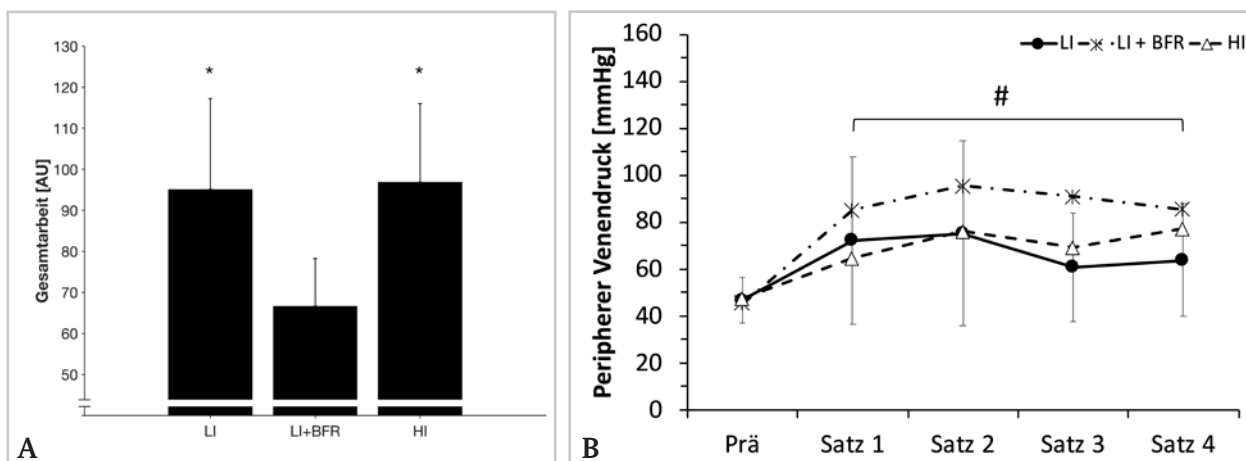 130
120
110
100
90
80
70
60
50
Gesamtarbeit [AU]
*
*
LI
LI+BFR
HI
A
160
140
120
100
80
60
40
20
0
Peripherer Venendruck [mmHg]
LI
LI + BFR
HI
#
Prä
Satz 1
Satz 2
Satz 3
Satz 4
B